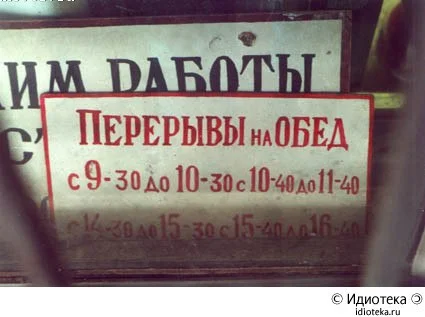 ИМ РАБОТЫ
ПЕРЕРЫВЫ НА ОБЕД
С 9-30 ДО 10-30 С 10-40 ДО 11-40
С 14-30 ДО 15-30 С 15-40 ДО 16-40
© Идиотека
idioteka.ru